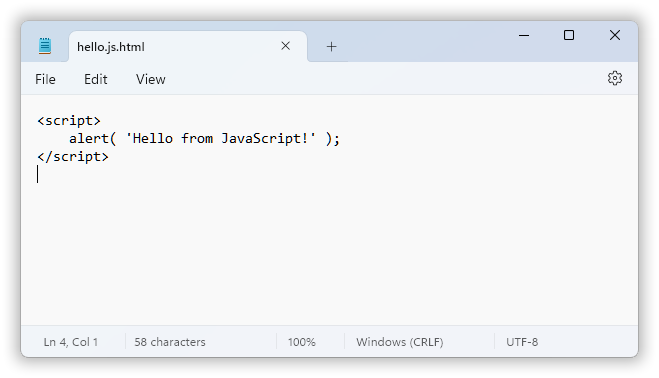 hello.js.html
File Edit View
<script>
    alert( 'Hello from JavaScript!' );
</script>
Ln 4, Col 1 58 characters 100% Windows (CRLF) UTF-8